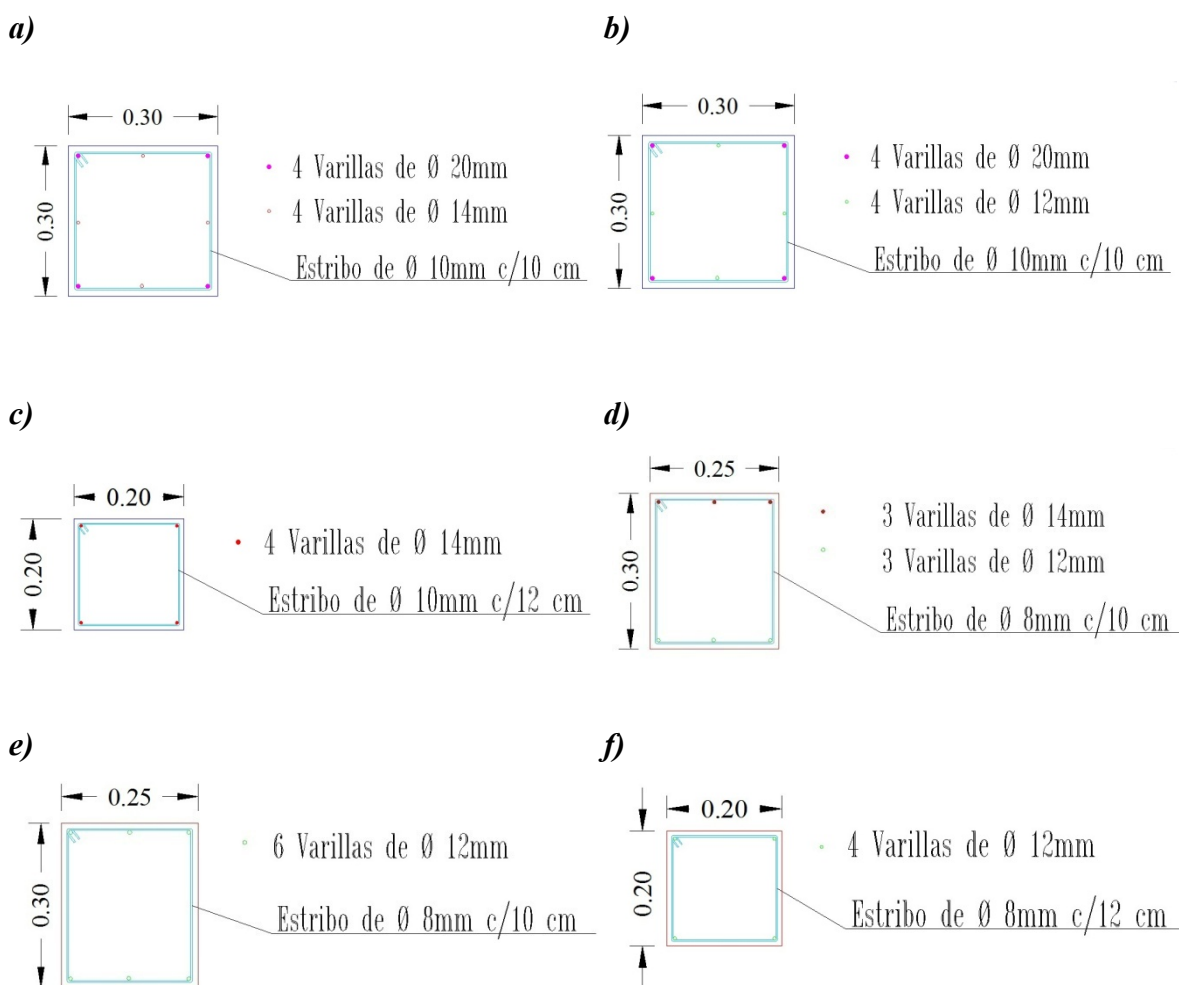 a)
0.30
0.30
4 Varillas de Ø 20mm
4 Varillas de Ø 14mm
Estribo de Ø 10mm c/10 cm
b)
0.30
0.30
4 Varillas de Ø 20mm
4 Varillas de Ø 12mm
Estribo de Ø 10mm c/10 cm
c)
0.20
0.20
4 Varillas de Ø 14mm
Estribo de Ø 10mm c/12 cm
d)
0.25
0.30
3 Varillas de Ø 14mm
3 Varillas de Ø 12mm
Estribo de Ø 8mm c/10 cm
e)
0.25
0.30
6 Varillas de Ø 12mm
Estribo de Ø 8mm c/10 cm
f)
0.20
0.20
4 Varillas de Ø 12mm
Estribo de Ø 8mm c/12 cm